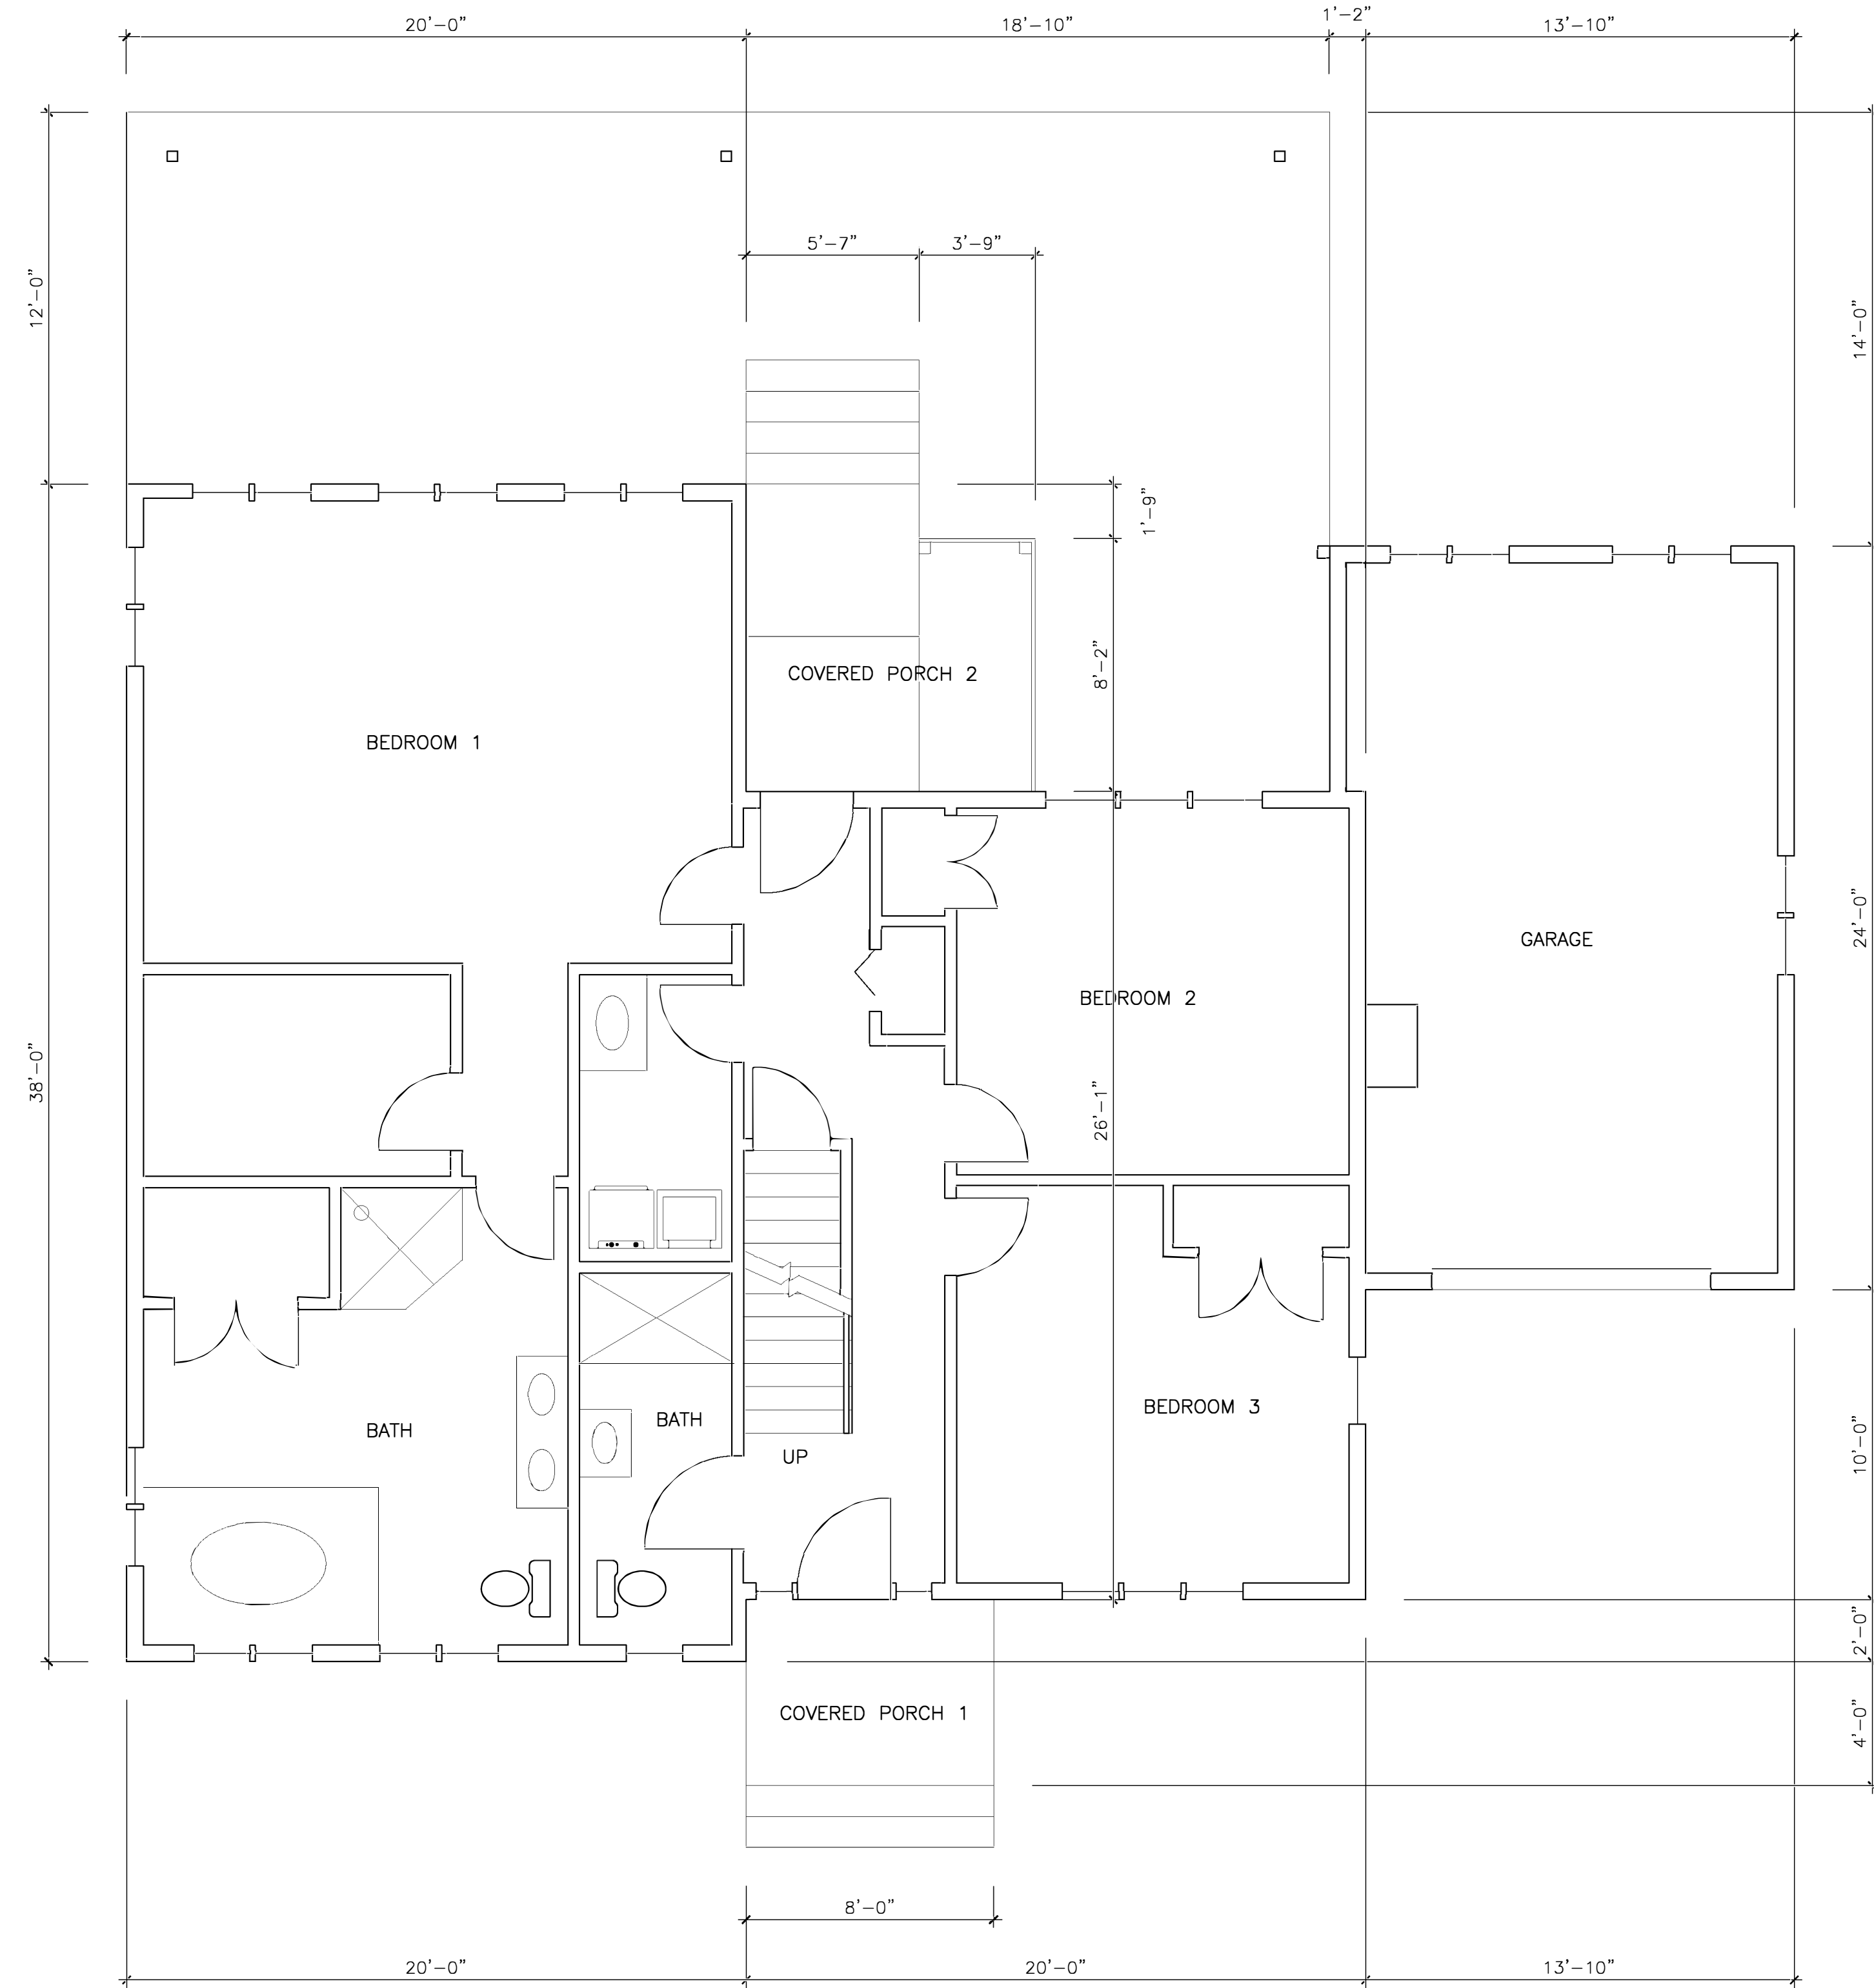 20'-0"
18'-10"
1'-2"
13'-10"
5'-7"
3'-9"
12'-0"
14'-0"
1'-9"
COVERED PORCH 2
8'-2"
BEDROOM 1
GARAGE
24'-0"
BEDROOM 2
38'-0"
26'-1"
BEDROOM 3
BATH
BATH
UP
10'-0"
2'-0"
COVERED PORCH 1
4'-0"
8'-0"
20'-0"
20'-0"
13'-10"